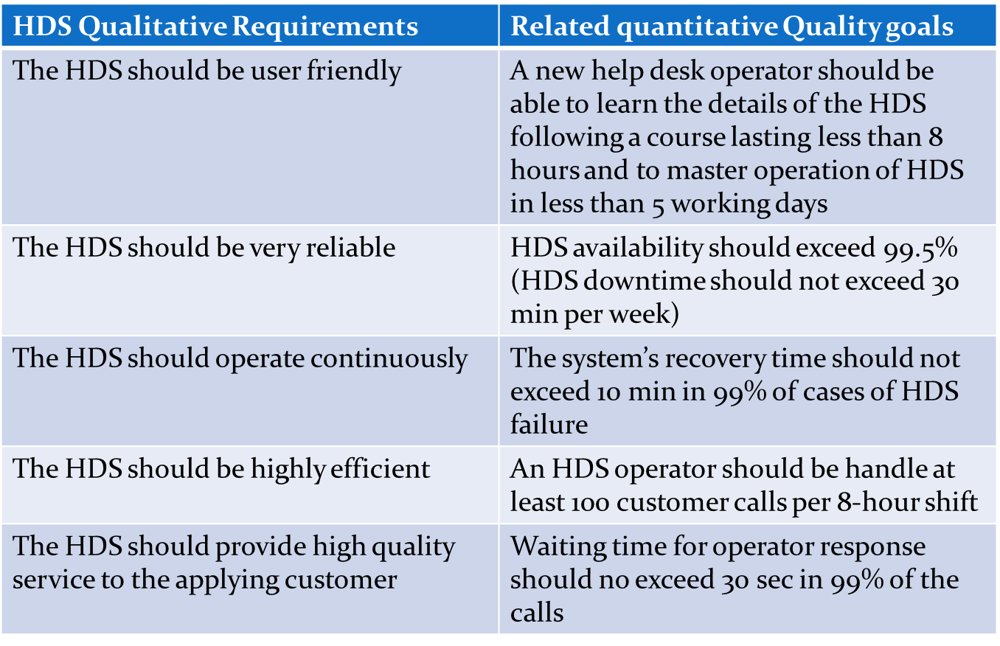 HDS Qualitative Requirements
Related quantitative Quality goals
The HDS should be user friendly
A new help desk operator should be
able to learn the details of the HDS
following a course lasting less than 8
hours and to master operation of HDS
in less than 5 working days
The HDS should be very reliable
HDS availability should exceed 99.5%
(HDS downtime should not exceed 30
min per week)
The HDS should operate continuously
The system’s recovery time should not
exceed 10 min in 99% of cases of HDS
failure
The HDS should be highly efficient
An HDS operator should be handle at
least 100 customer calls per 8-hour shift
The HDS should provide high quality
service to the applying customer
Waiting time for operator response
should no exceed 30 sec in 99% of the
calls